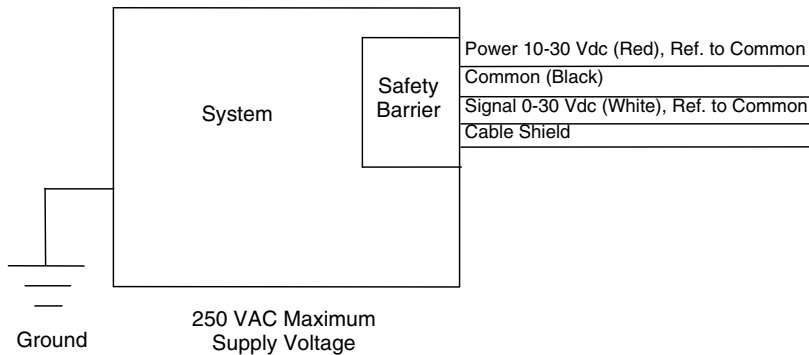 Power 10-30 Vdc (Red), Ref. to Common
Common (Black)
Signal 0-30 Vdc (White), Ref. to Common
Cable Shield
Safety
Barrier
System
Ground
250 VAC Maximum
Supply Voltage